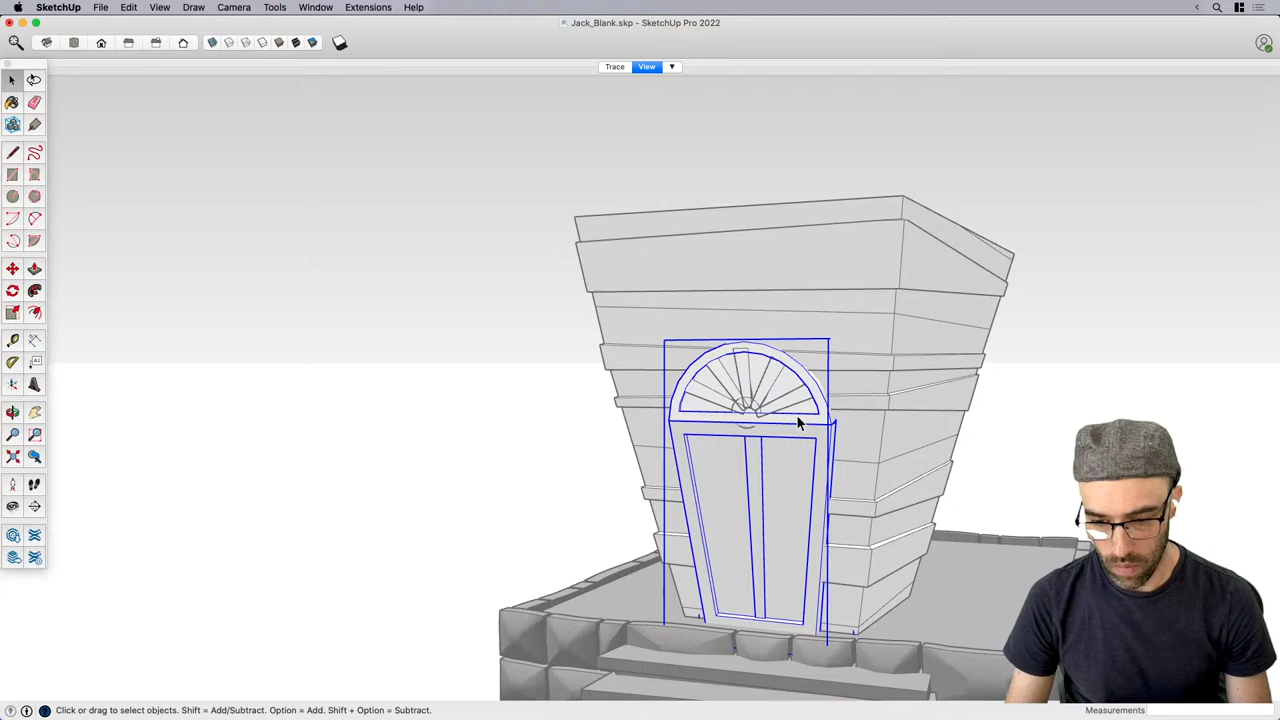 SketchUp File Edit View Draw Camera Tools Window Extensions Help
Jack_Blank.skp - SketchUp Pro 2022
Trace View
Click or drag to select objects. Shift = Add/Subtract. Option = Add. Shift + Option = Subtract. Measurements